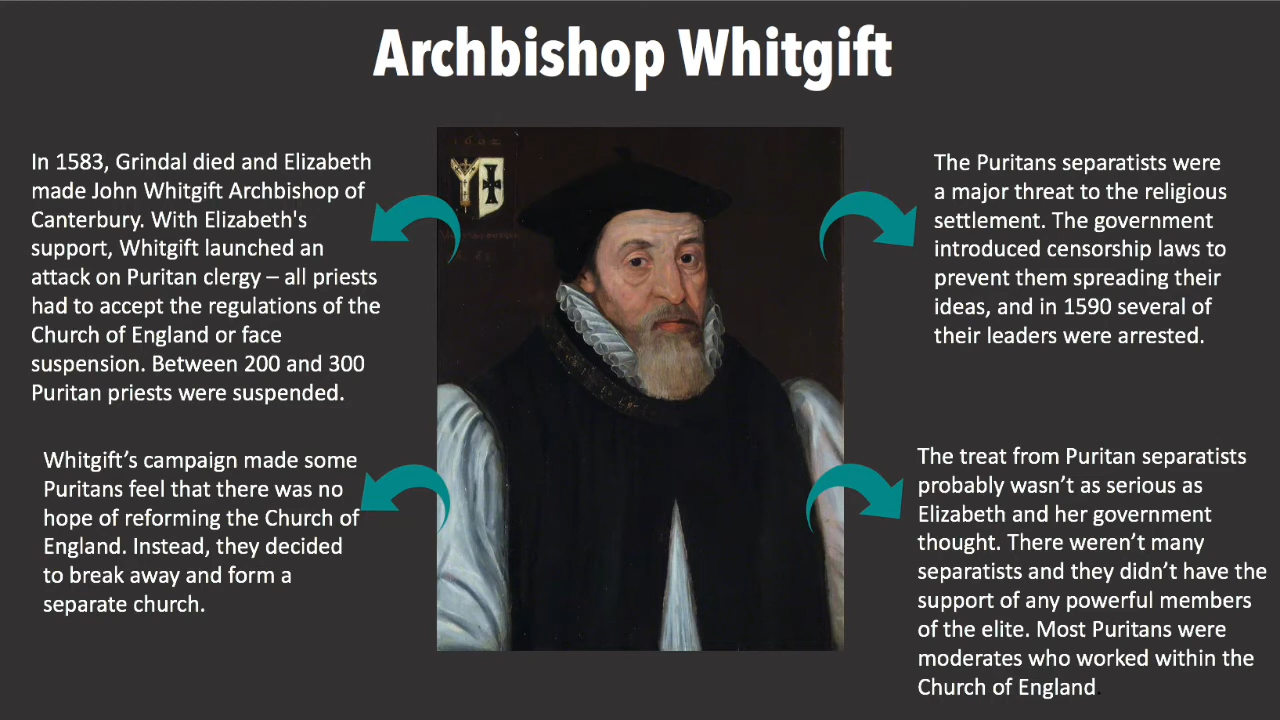 Archbishop Whitgift
In 1583, Grindal died and Elizabeth
made John Whitgift Archbishop of
Canterbury. With Elizabeth's
support, Whitgift launched an
attack on Puritan clergy – all priests
had to accept the regulations of the
Church of England or face
suspension. Between 200 and 300
Puritan priests were suspended.
Whitgift’s campaign made some
Puritans feel that there was no
hope of reforming the Church of
England. Instead, they decided
to break away and form a
separate church.
1602
The Puritans separatists were
a major threat to the religious
settlement. The government
introduced censorship laws to
prevent them spreading their
ideas, and in 1590 several of
their leaders were arrested.
The treat from Puritan separatists
probably wasn’t as serious as
Elizabeth and her government
thought. There weren’t many
separatists and they didn’t have the
support of any powerful members
of the elite. Most Puritans were
moderates who worked within the
Church of England.